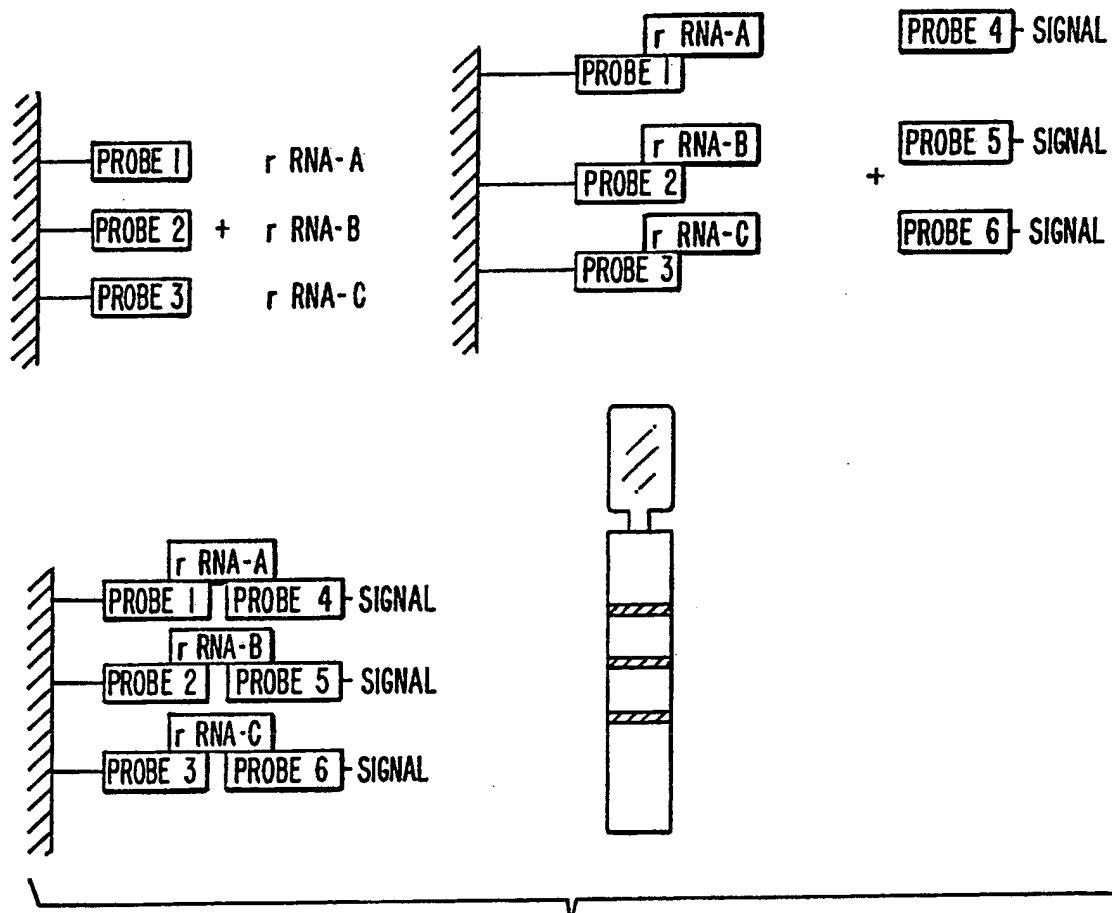 PROBE 1 r RNA-A
PROBE 2 + r RNA-B
PROBE 3 r RNA-C
r RNA-A
PROBE 1
PROBE 4 SIGNAL
r RNA-B
PROBE 2
+
PROBE 5 SIGNAL
r RNA-C
PROBE 3
PROBE 6 SIGNAL
r RNA-A
PROBE 1 PROBE 4 SIGNAL
r RNA-B
PROBE 2 PROBE 5 SIGNAL
r RNA-C
PROBE 3 PROBE 6 SIGNAL